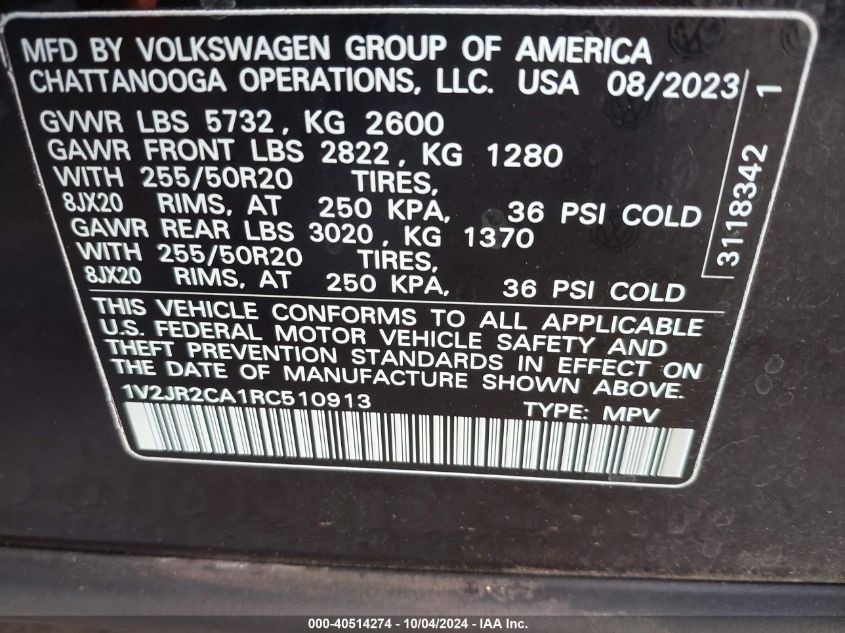 MFD BY VOLKSWAGEN GROUP OF AMERICA
CHATTANOOGA OPERATIONS, LLC. USA 08/2023
GVWR LBS 5732, KG 2600
GAWR FRONT LBS 2822, KG 1280
WITH 255/50R20 TIRES,
8JX20 RIMS, AT 250 KPA, 36 PSI COLD
GAWR REAR LBS 3020, KG 1370
WITH 255/50R20 TIRES,
8JX20 RIMS, AT 250 KPA, 36 PSI COLD
3118342 1
THIS VEHICLE CONFORMS TO ALL APPLICABLE
U.S. FEDERAL MOTOR VEHICLE SAFETY AND
THEFT PREVENTION STANDARDS IN EFFECT ON
THE DATE OF MANUFACTURE SHOWN ABOVE.
1V2JR2CA1RC510913 TYPE: MPV
000-40514274 - 10/04/2024 - IAA Inc.